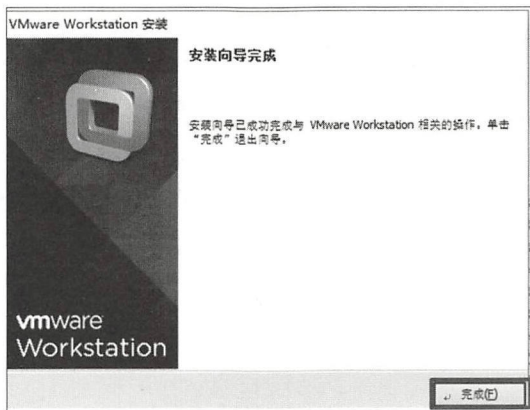 VMware Workstation 安装
安装向导完成
安装向导已成功完成与 VMware Workstation 相关的操作。单击
“完成”退出向导。
vmware
Workstation
完成(F)